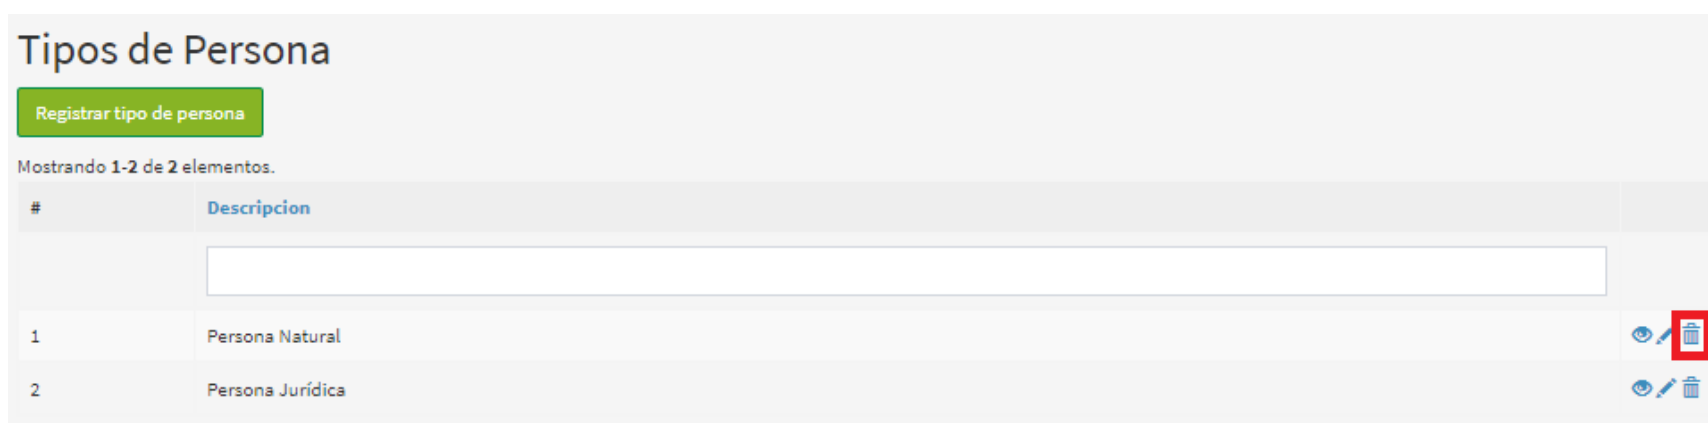 Tipos de Persona
Registrar tipo de persona
Mostrando 1-2 de 2 elementos.
# Descripcion
1 Persona Natural
2 Persona Jurídica